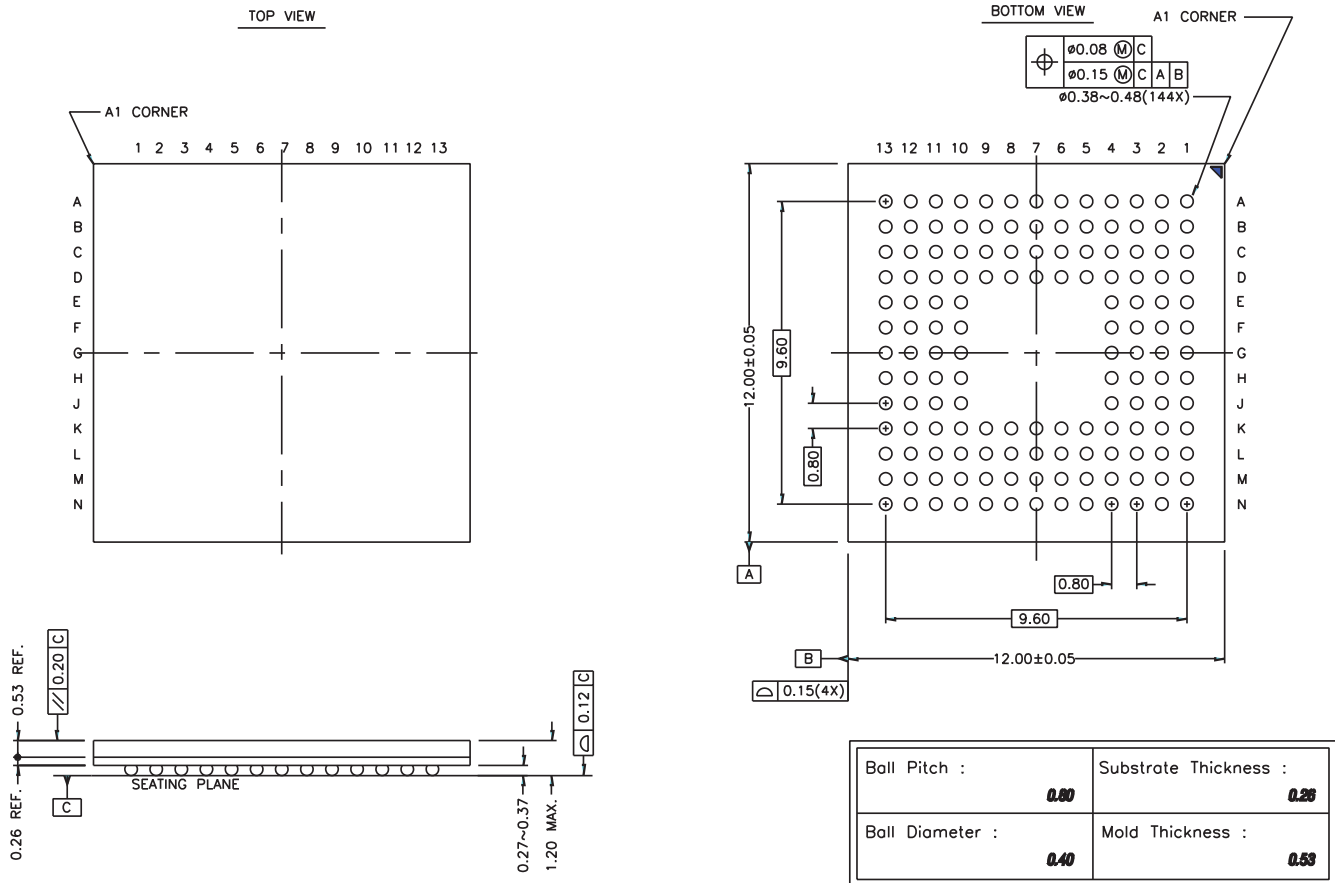 TOP VIEW
A1 CORNER
1 2 3 4 5 6 7 8 9 10 11 12 13
A
B
C
D
E
F
G
H
J
K
L
M
N
BOTTOM VIEW
A1 CORNER
ø0.08 Ⓜ C
ø0.15 Ⓜ C A B
ø0.38~0.48(144X)
13 12 11 10 9 8 7 6 5 4 3 2 1
A
B
C
D
E
F
G
H
J
K
L
M
N
12.00±0.05
9.60
0.80
A
0.80
9.60
B
12.00±0.05
0.15(4X)
0.53 REF.
0.20 C
0.26 REF.
C
SEATING PLANE
0.12 C
0.27~0.37
1.20 MAX.
Ball Pitch :
0.80
Substrate Thickness :
0.26
Ball Diameter :
0.40
Mold Thickness :
0.53